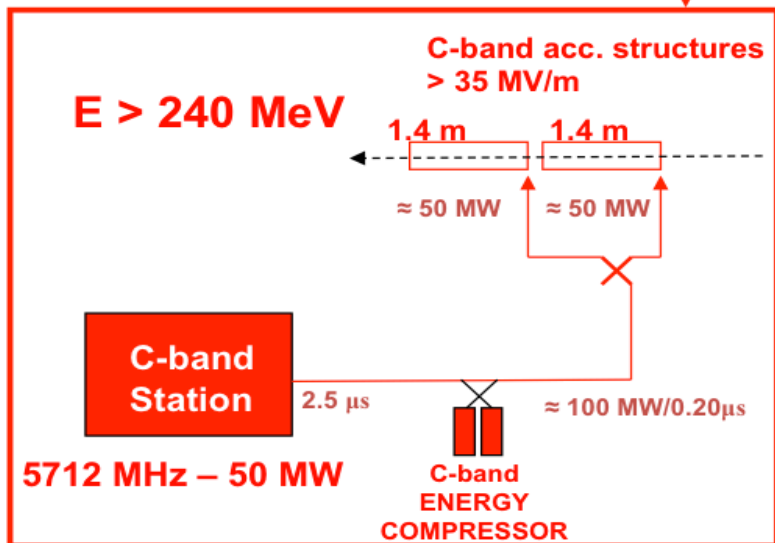 C-band acc. structures
> 35 MV/m
E > 240 MeV
1.4 m 1.4 m
≈ 50 MW ≈ 50 MW
C-band
Station
2.5 μs
≈ 100 MW/0.20μs
5712 MHz – 50 MW
C-band
ENERGY
COMPRESSOR